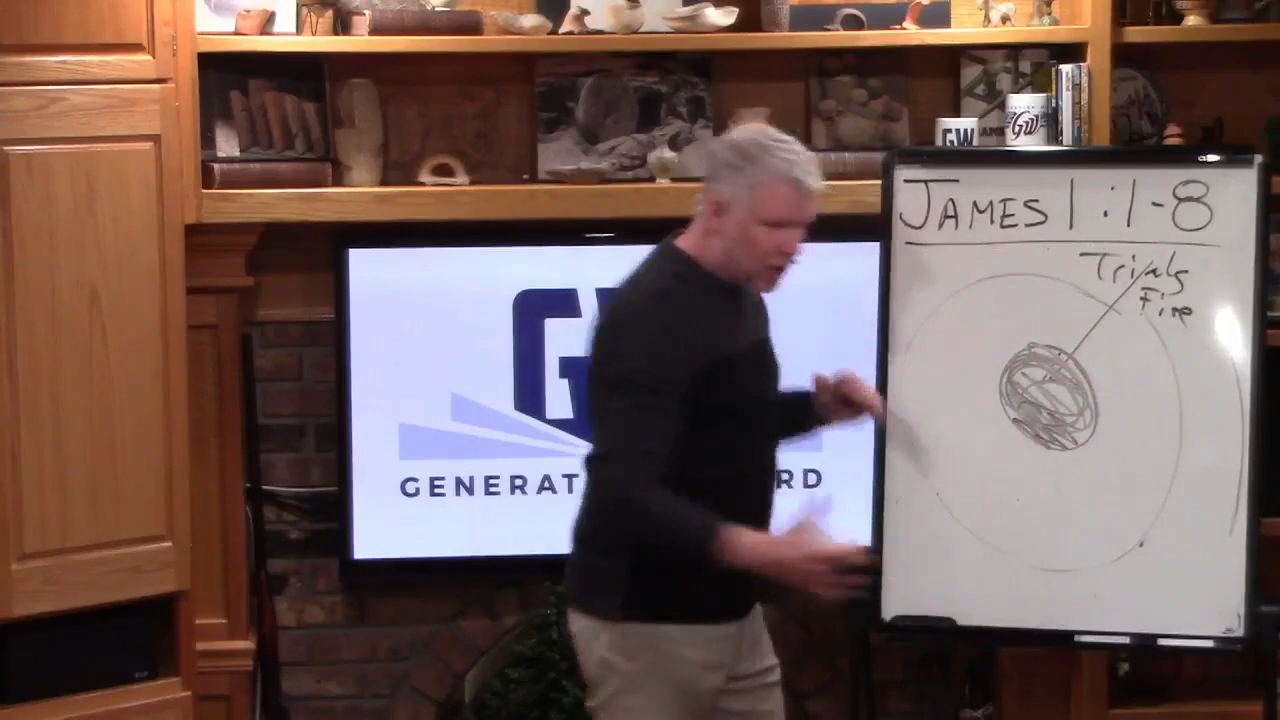 GW
GW
JAMES 1:1-8
Trials
Fire
G
GENERAT RD